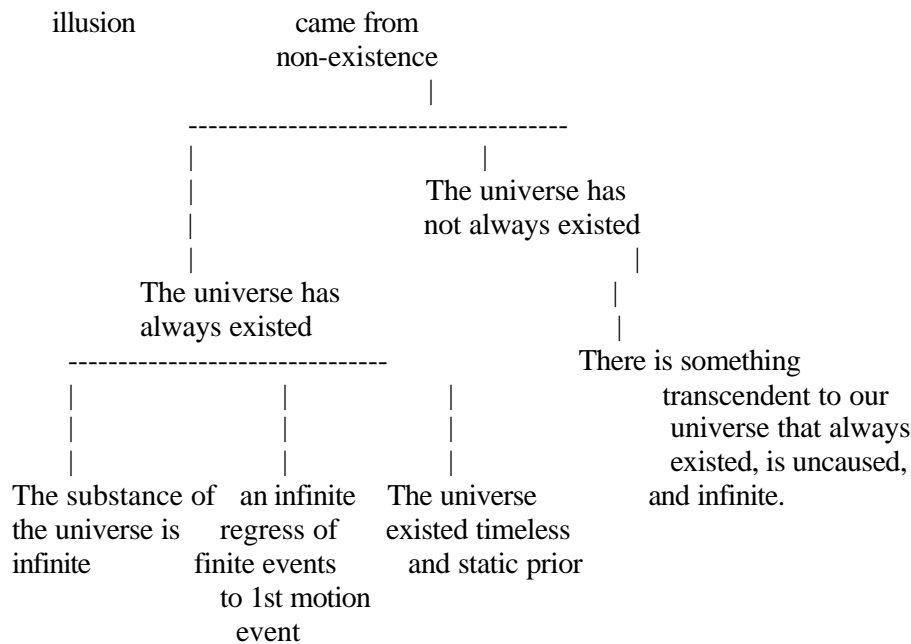 illusion came from
non-existence
The universe has
not always existed
The universe has
always existed
There is something
transcendent to our
universe that always
existed, is uncaused,
and infinite.
The substance of
the universe is
infinite
an infinite
regress of
finite events
to 1st motion
event
The universe
existed timeless
and static prior